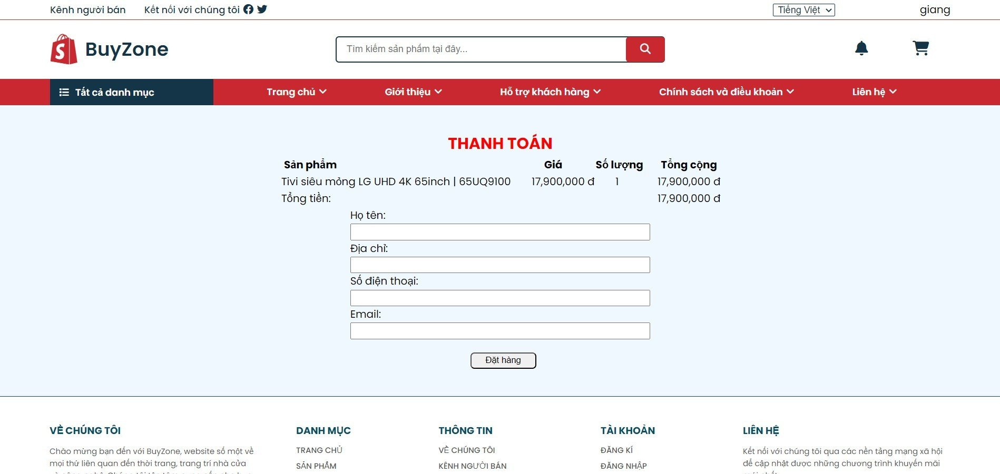 Kênh người bán Kết nối với chúng tôi Tiếng Việt giang
BuyZone Tìm kiếm sản phẩm tại đây...
Tất cả danh mục Trang chủ Giới thiệu Hỗ trợ khách hàng Chính sách và điều khoản Liên hệ
THANH TOÁN
Sản phẩm Giá Số lượng Tổng cộng
Tivi siêu mỏng LG UHD 4K 65inch | 65UQ9100 17,900,000 đ 1 17,900,000 đ
Tổng tiền: 17,900,000 đ
Họ tên:
Địa chỉ:
Số điện thoại:
Email:
Đặt hàng
VỀ CHÚNG TÔI DANH MỤC THÔNG TIN TÀI KHOẢN LIÊN HỆ
Chào mừng bạn đến với BuyZone, website số một về TRANG CHỦ VỀ CHÚNG TÔI ĐĂNG KÍ Kết nối với chúng tôi qua các nền tảng mạng xã hội
mọi thứ liên quan đến thời trang, trang trí nhà cửa SẢN PHẨM KÊNH NGƯỜI BÁN ĐĂNG NHẬP để cập nhật được những chương trình khuyến mãi